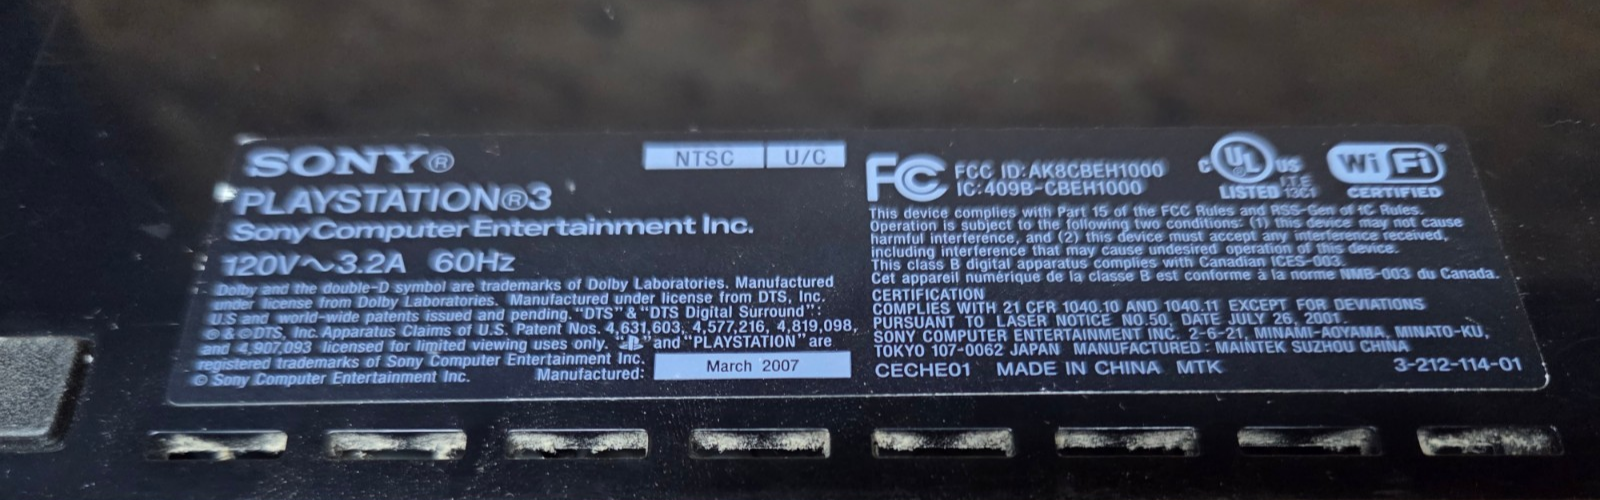 SONY®
NTSC U/C
PLAYSTATION®3
Sony Computer Entertainment Inc.
120V~3.2A 60Hz
Dolby and the double-D symbol are trademarks of Dolby Laboratories. Manufactured
under license from Dolby Laboratories. Manufactured under license from DTS, Inc.
U.S and world-wide patents issued and pending. "DTS" & "DTS Digital Surround":
® & ©DTS, Inc. Apparatus Claims of U.S. Patent Nos. 4,631,603, 4,577,216, 4,819,098,
and 4,907,093 licensed for limited viewing uses only. " " and "PLAYSTATION" are
registered trademarks of Sony Computer Entertainment Inc.
© Sony Computer Entertainment Inc. Manufactured: March 2007
FC FCC ID:AK8CBEH1000
IC:409B-CBEH1000
C UL US
LISTED
Wi Fi
CERTIFIED
This device complies with Part 15 of the FCC Rules and RSS-Gen of IC Rules.
Operation is subject to the following two conditions: (1) this device may not cause
harmful interference, and (2) this device must accept any interference received,
including interference that may cause undesired operation of this device.
This class B digital apparatus complies with Canadian ICES-003.
Cet appareil numérique de la classe B est conforme à la norme NMB-003 du Canada.
CERTIFICATION
COMPLIES WITH 21 CFR 1040.10 AND 1040.11 EXCEPT FOR DEVIATIONS
PURSUANT TO LASER NOTICE NO.50, DATE JULY 26, 2001.
SONY COMPUTER ENTERTAINMENT INC. 2-6-21, MINAMI-AOYAMA, MINATO-KU,
TOKYO 107-0062 JAPAN MANUFACTURED: MAINTEK SUZHOU CHINA
CECHE01 MADE IN CHINA MTK 3-212-114-01